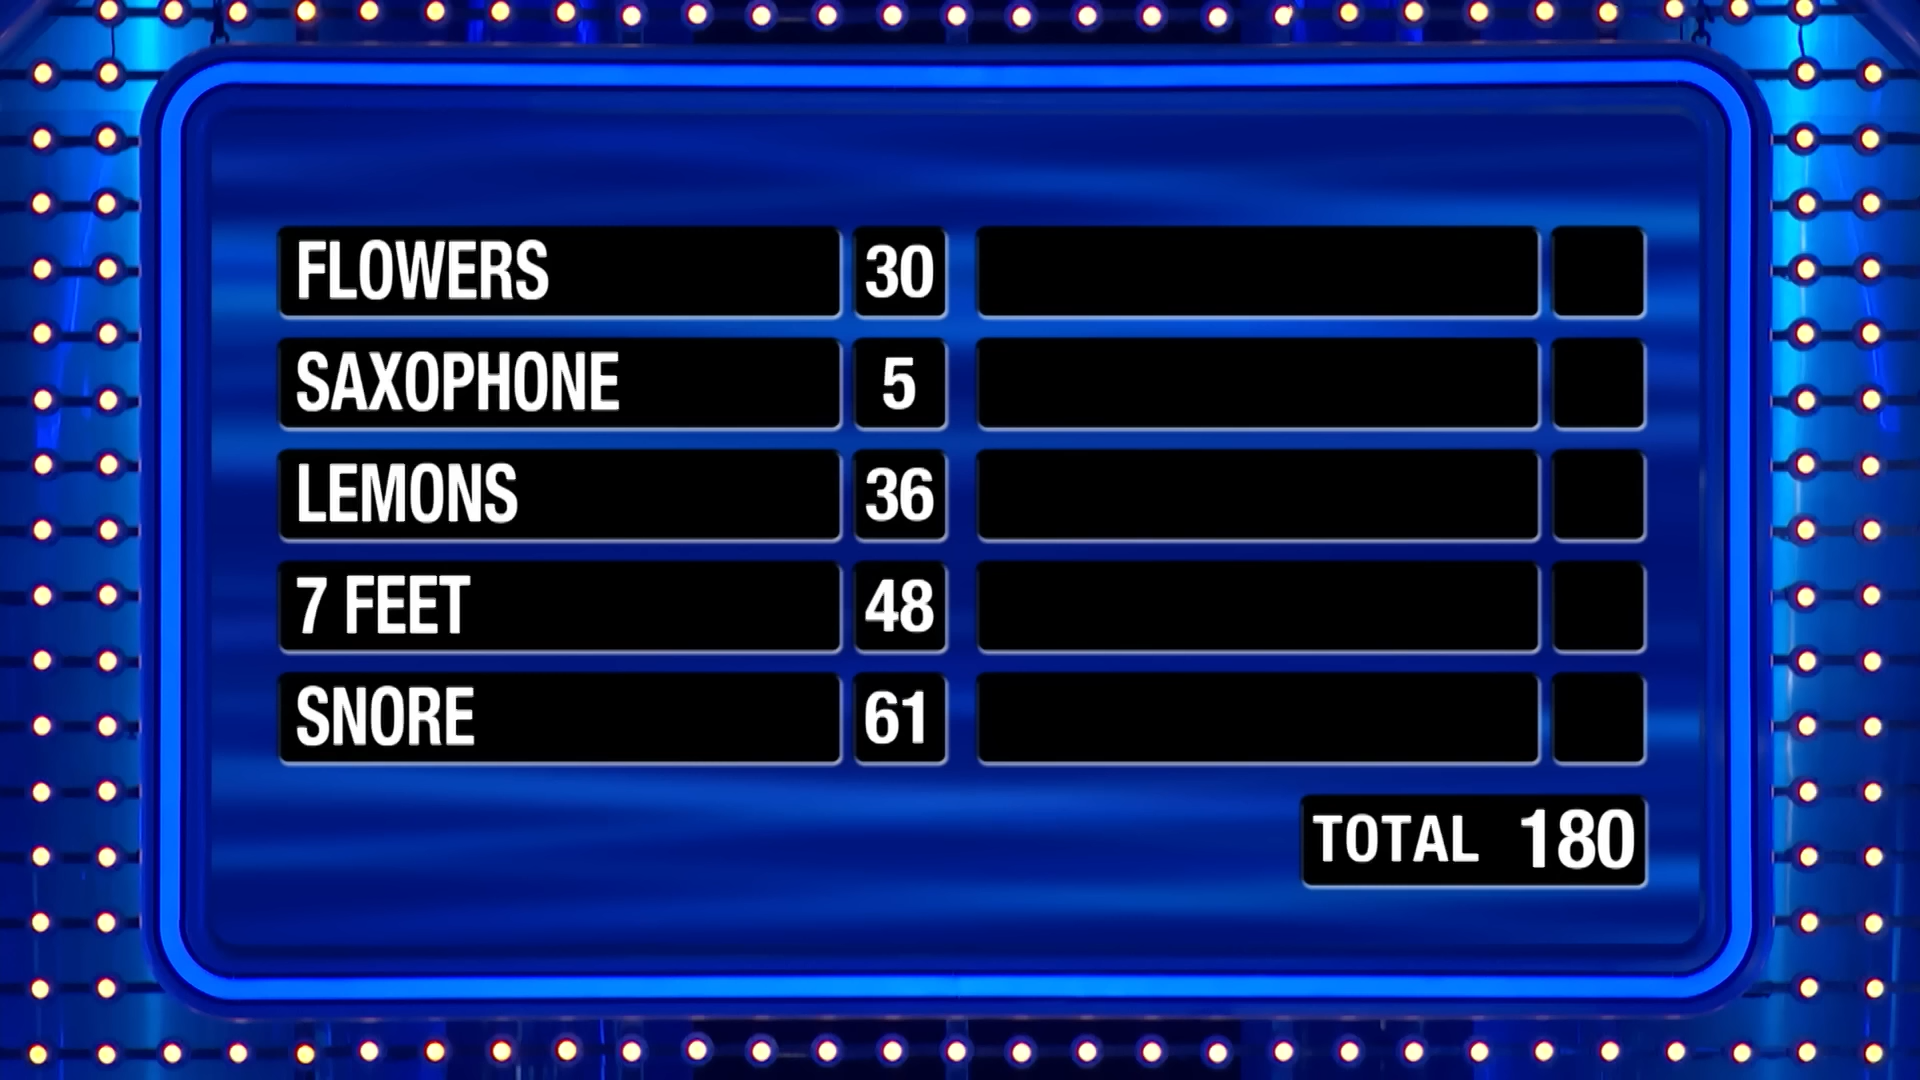 FLOWERS 30
SAXOPHONE 5
LEMONS 36
7 FEET 48
SNORE 61
TOTAL 180